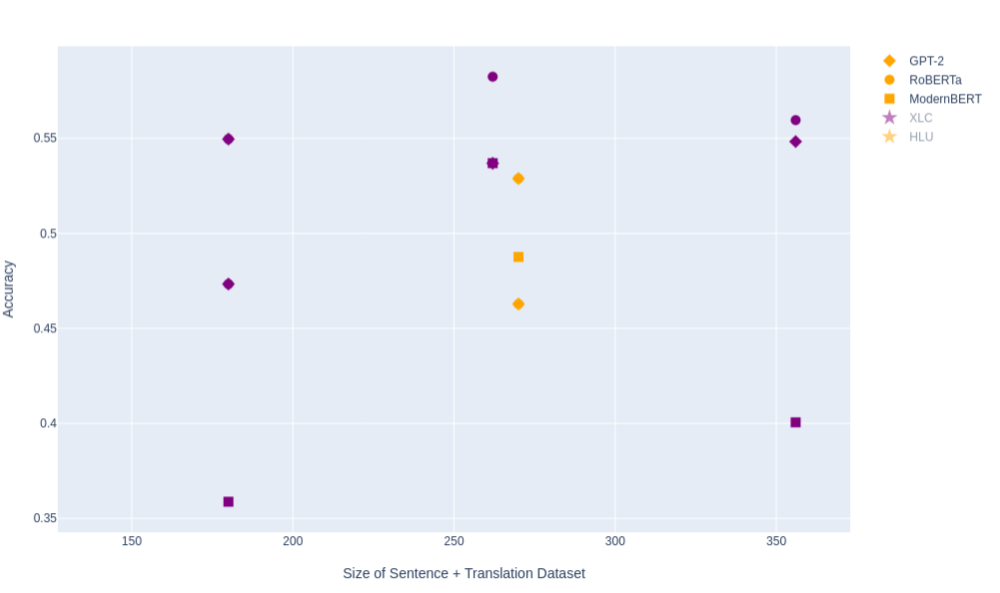 GPT-2
RoBERTa
ModernBERT
XLC
HLU
0.55
0.5
0.45
0.4
0.35
Accuracy
150
200
250
300
350
Size of Sentence + Translation Dataset